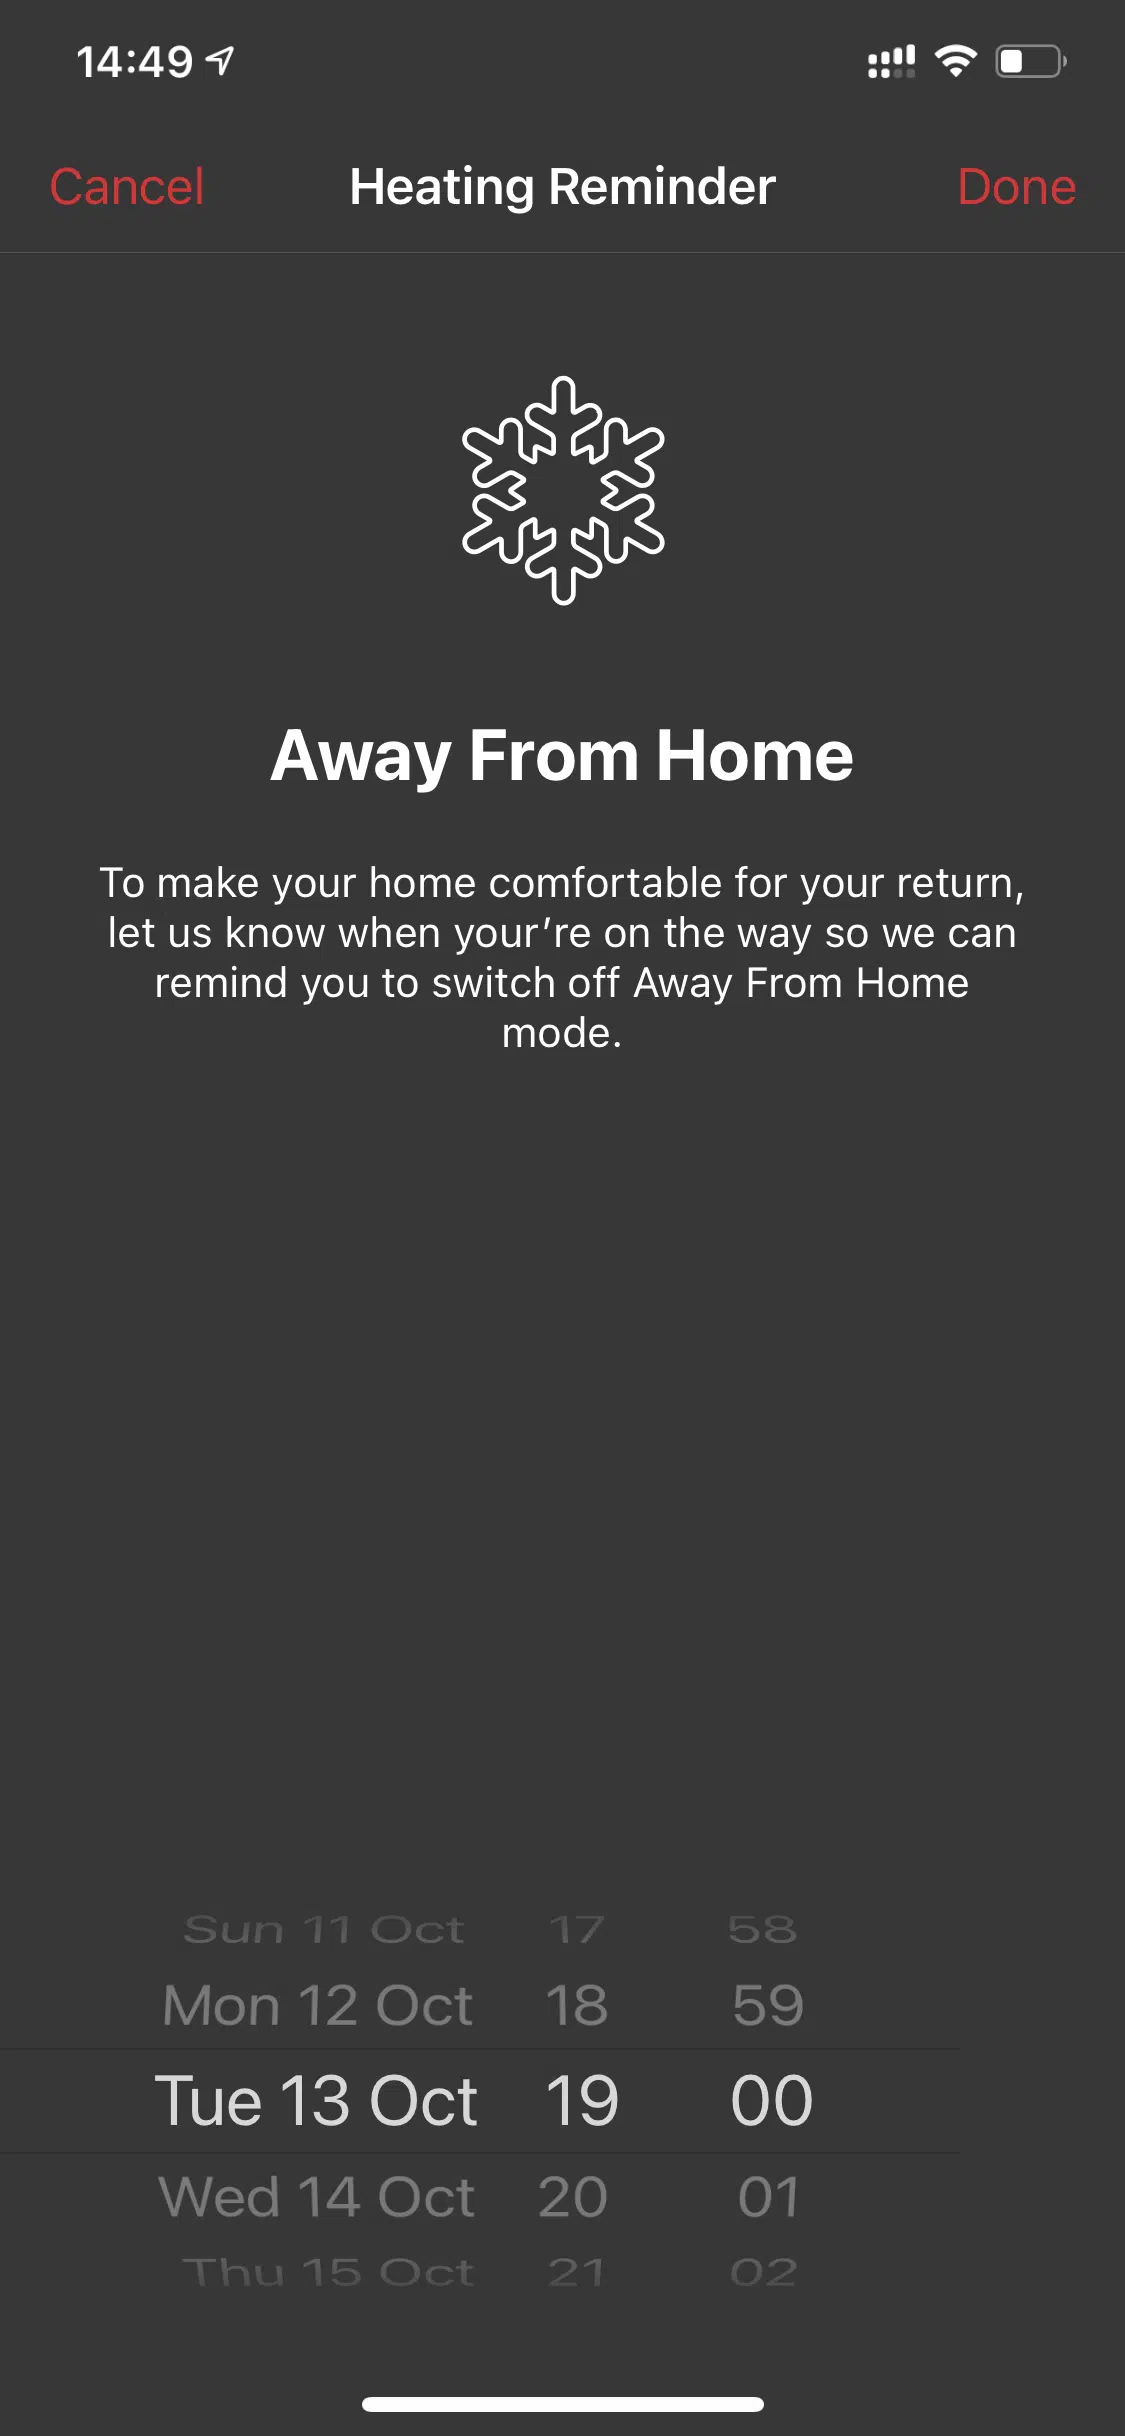 14:49
Cancel Heating Reminder Done
Away From Home
To make your home comfortable for your return,
let us know when your’re on the way so we can
remind you to switch off Away From Home
mode.
Sun 11 Oct 17 58
Mon 12 Oct 18 59
Tue 13 Oct 19 00
Wed 14 Oct 20 01
Thu 15 Oct 21 02